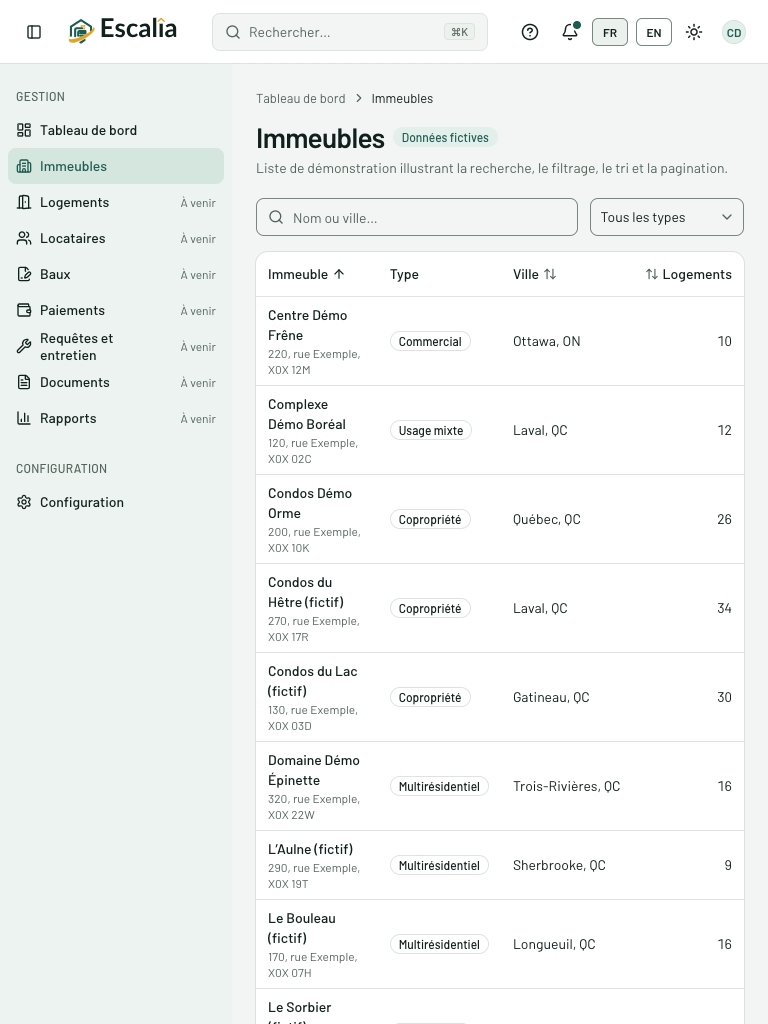 Escalia
Rechercher...
⌘K
FR
EN
CD
GESTION
Tableau de bord
Immeubles
Logements À venir
Locataires À venir
Baux À venir
Paiements À venir
Requêtes et
entretien
À venir
Documents À venir
Rapports À venir
CONFIGURATION
Configuration
Tableau de bord > Immeubles
Immeubles Données fictives
Liste de démonstration illustrant la recherche, le filtrage, le tri et la pagination.
Nom ou ville...
Tous les types
Immeuble ↑ Type Ville ↑↓ ↑↓ Logements
Centre Démo
Frêne
220, rue Exemple,
X0X 12M
Commercial
Ottawa, ON
10
Complexe
Démo Boréal
120, rue Exemple,
X0X 02C
Usage mixte
Laval, QC
12
Condos Démo
Orme
200, rue Exemple,
X0X 10K
Copropriété
Québec, QC
26
Condos du
Hêtre (fictif)
270, rue Exemple,
X0X 17R
Copropriété
Laval, QC
34
Condos du Lac
(fictif)
130, rue Exemple,
X0X 03D
Copropriété
Gatineau, QC
30
Domaine Démo
Épinette
320, rue Exemple,
X0X 22W
Multirésidentiel
Trois-Rivières, QC
16
L’Aulne (fictif)
290, rue Exemple,
X0X 19T
Multirésidentiel
Sherbrooke, QC
9
Le Bouleau
(fictif)
170, rue Exemple,
X0X 07H
Multirésidentiel
Longueuil, QC
16
Le Sorbier